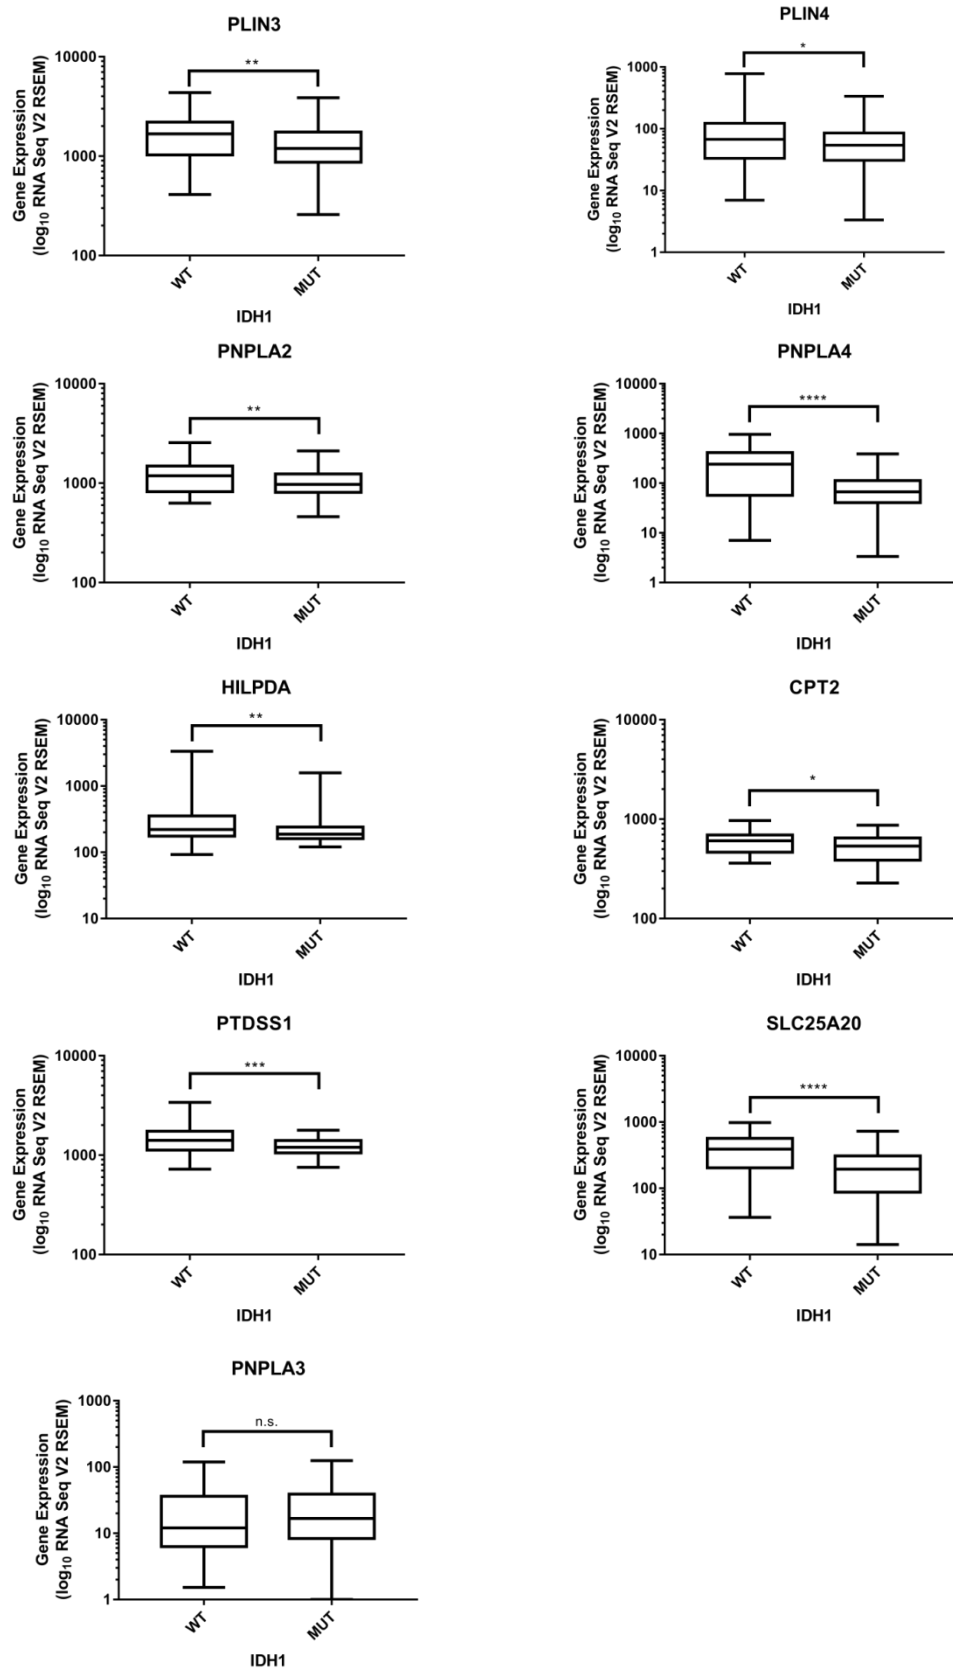 PLIN3
Gene Expression
(log₁₀ RNA Seq V2 RSEM)
10000
1000
100
**
WT
MUT
IDH1
PLIN4
Gene Expression
(log₁₀ RNA Seq V2 RSEM)
1000
100
10
1
*
WT
MUT
IDH1
PNPLA2
Gene Expression
(log₁₀ RNA Seq V2 RSEM)
10000
1000
100
**
WT
MUT
IDH1
PNPLA4
Gene Expression
(log₁₀ RNA Seq V2 RSEM)
10000
1000
100
10
1
****
WT
MUT
IDH1
HILPDA
Gene Expression
(log₁₀ RNA Seq V2 RSEM)
10000
1000
100
10
**
WT
MUT
IDH1
CPT2
Gene Expression
(log₁₀ RNA Seq V2 RSEM)
10000
1000
100
*
WT
MUT
IDH1
PTDSS1
Gene Expression
(log₁₀ RNA Seq V2 RSEM)
10000
1000
100
***
WT
MUT
IDH1
SLC25A20
Gene Expression
(log₁₀ RNA Seq V2 RSEM)
10000
1000
100
10
****
WT
MUT
IDH1
PNPLA3
Gene Expression
(log₁₀ RNA Seq V2 RSEM)
1000
100
10
1
n.s.
WT
MUT
IDH1